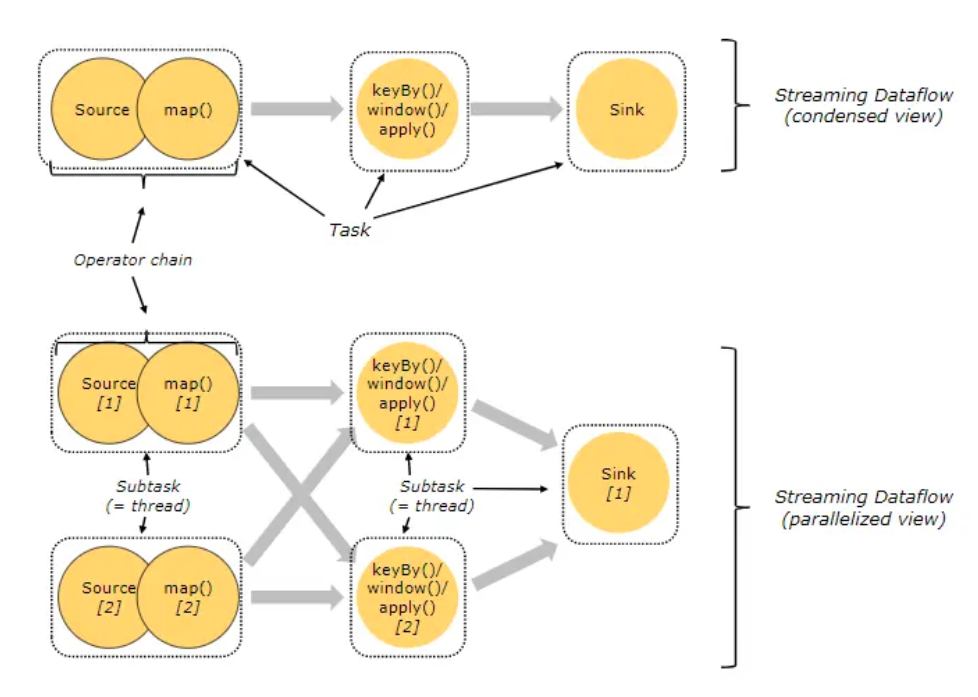 Source
map()
keyBy()/
window()/
apply()
Sink
Streaming Dataflow
(condensed view)
Task
Operator chain
Source
[1]
map()
[1]
keyBy()/
window()/
apply()
[1]
Subtask
(= thread)
Subtask
(= thread)
Sink
[1]
Streaming Dataflow
(parallelized view)
Source
[2]
map()
[2]
keyBy()/
window()/
apply()
[2]